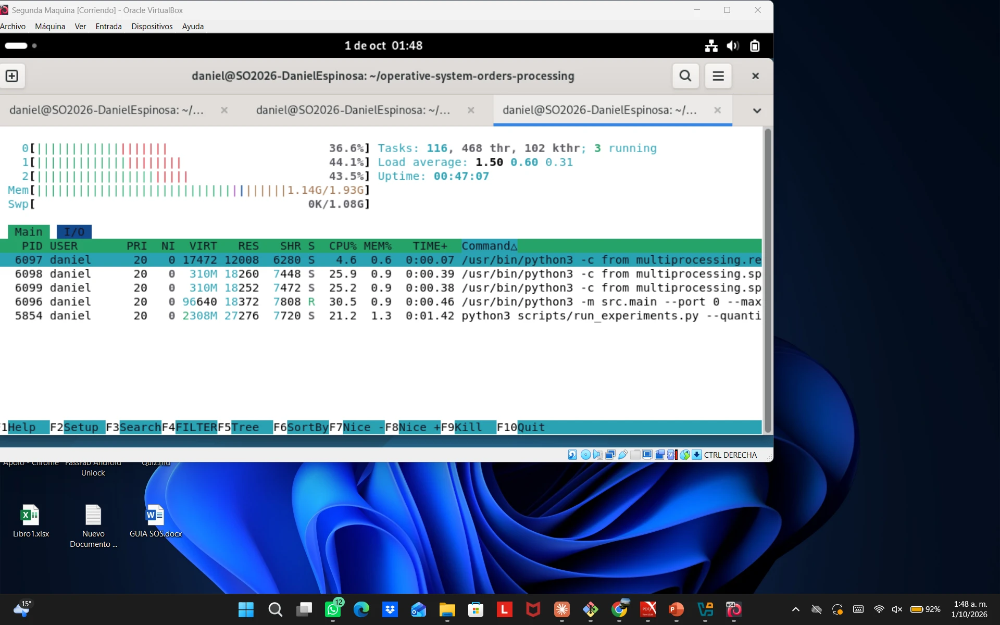 Segunda Maquina [Corriendo] - Oracle VirtualBox
Archivo Máquina Ver Entrada Dispositivos Ayuda
1 de oct 01:48
daniel@SO2026-DanielEspinosa: ~/operative-system-orders-processing
daniel@SO2026-DanielEspinosa: ~/... daniel@SO2026-DanielEspinosa: ~/... daniel@SO2026-DanielEspinosa: ~/...
0[ 36.6%] Tasks: 116, 468 thr, 102 kthr; 3 running
1[ 44.1%] Load average: 1.50 0.60 0.31
2[ 43.5%] Uptime: 00:47:07
Mem[ 1.14G/1.93G]
Swp[ 0K/1.08G]
Main I/O
PID USER PRI NI VIRT RES SHR S CPU% MEM% TIME+ Command△
6097 daniel 20 0 17472 12008 6280 S 4.6 0.6 0:00.07 /usr/bin/python3 -c from multiprocessing.re
6098 daniel 20 0 310M 18260 7448 S 25.9 0.9 0:00.39 /usr/bin/python3 -c from multiprocessing.sp
6099 daniel 20 0 310M 18252 7472 S 25.2 0.9 0:00.38 /usr/bin/python3 -c from multiprocessing.sp
6096 daniel 20 0 96640 18372 7808 R 30.5 0.9 0:00.46 /usr/bin/python3 -m src.main --port 0 --max
5854 daniel 20 0 2308M 27276 7720 S 21.2 1.3 0:01.42 python3 scripts/run_experiments.py --quanti
1Help F2Setup F3Search F4FILTER F5Tree F6SortBy F7Nice - F8Nice + F9Kill F10Quit
CTRL DERECHA
Apolo - Chrome PassFab Android Unlock Quiz.md
Libro1.xlsx Nuevo Documento ... GUIA SOS.docx
15° 12 92% 1:48 a. m.
1/10/2026